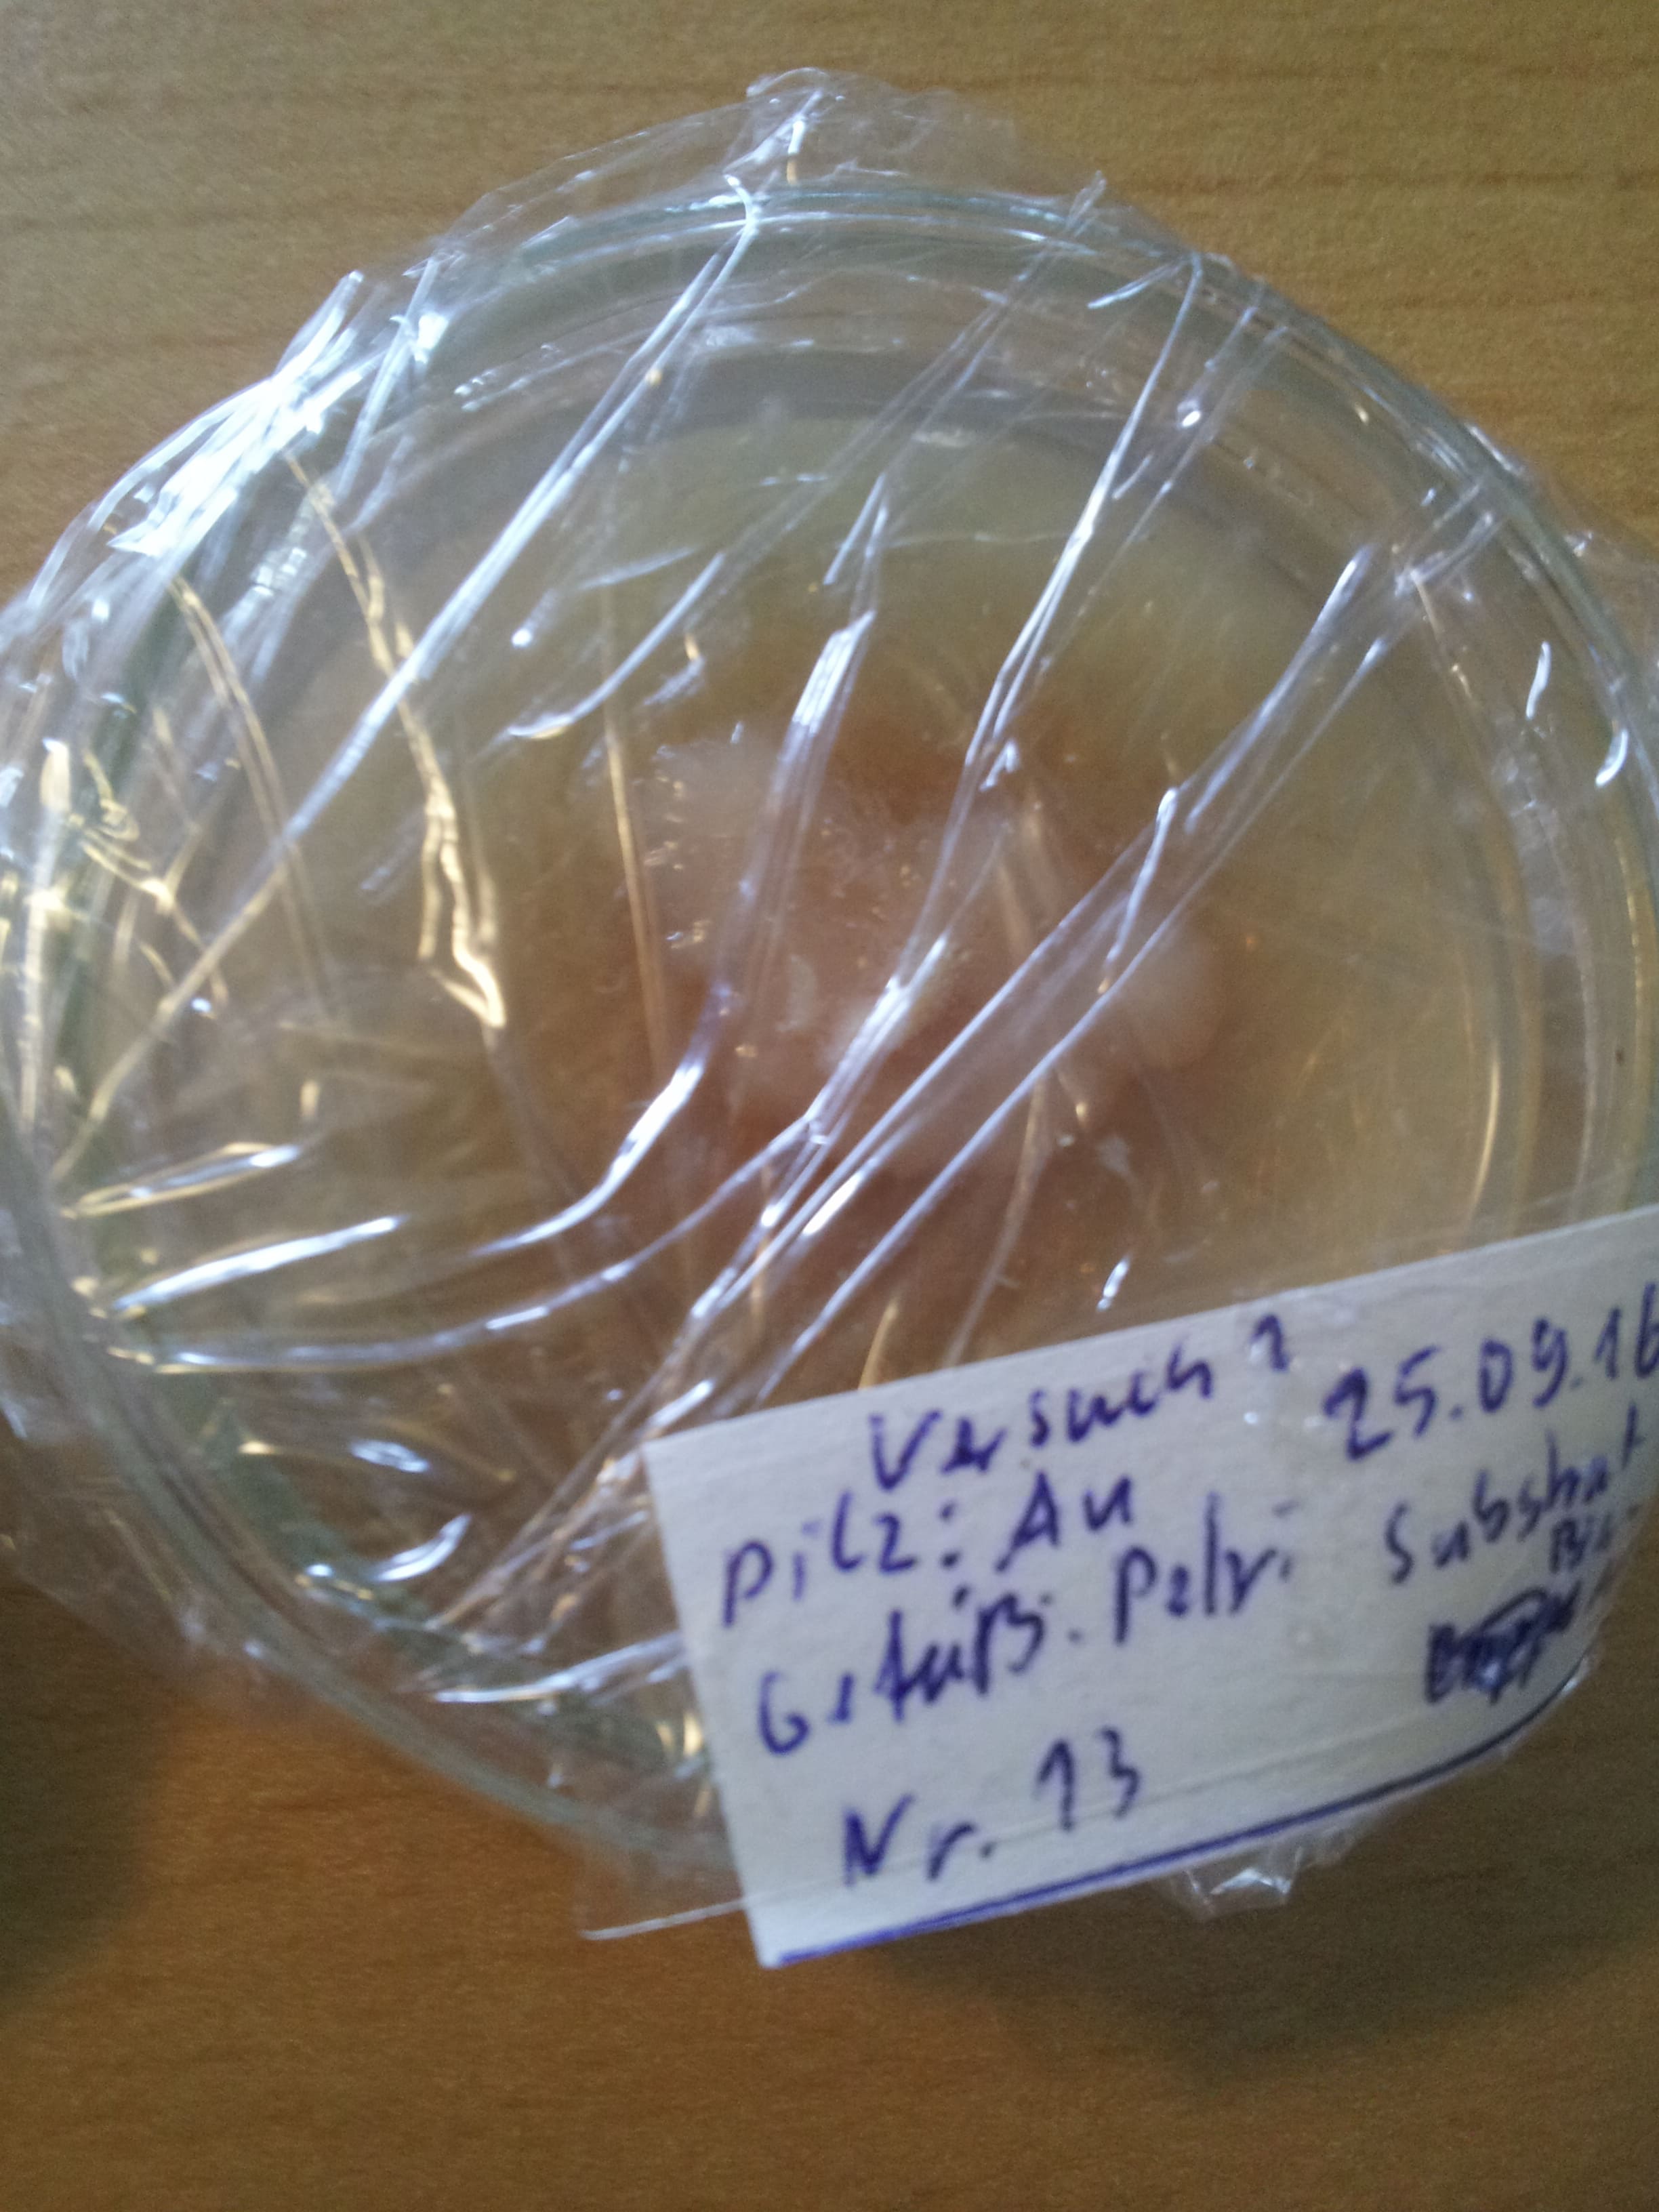 Versuch 1 25.09.16
Pilz: Au
Gefäß: Petri Substrat
Nr. 13